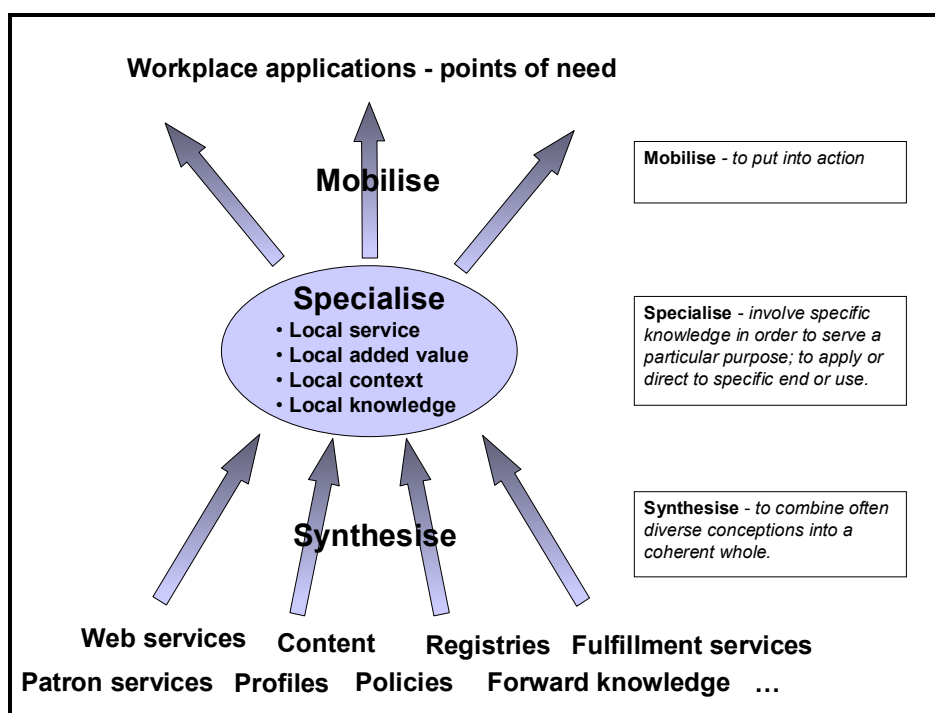 Workplace applications - points of need
Mobilise
Mobilise - to put into action
Specialise
• Local service
• Local added value
• Local context
• Local knowledge
Specialise - involve specific
knowledge in order to serve a
particular purpose; to apply or
direct to specific end or use.
Synthesise
Synthesise - to combine often
diverse conceptions into a
coherent whole.
Web services Content Registries Fulfillment services
Patron services Profiles Policies Forward knowledge ...